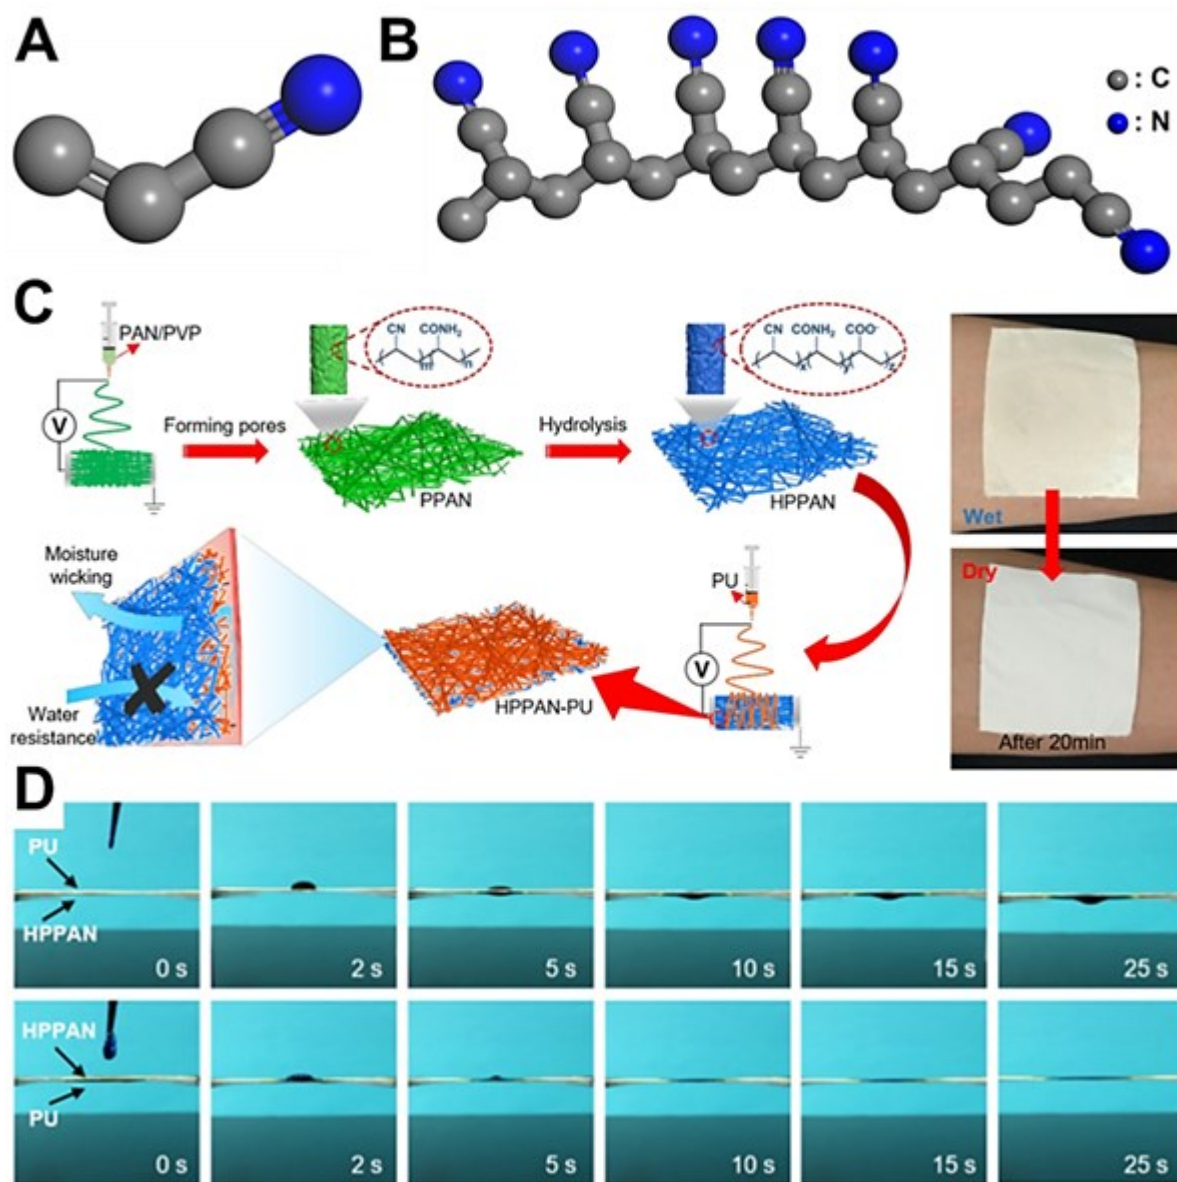 A
B
: C
: N
C
PAN/PVP
V
Forming pores
CN CONH₂
m n
PPAN
Hydrolysis
CN CONH₂ COO⁻
x y z
HPPAN
Wet
Dry
After 20min
Moisture
wicking
Water
resistance
HPPAN-PU
PU
V
D
PU
HPPAN
0 s
2 s
5 s
10 s
15 s
25 s
HPPAN
PU
0 s
2 s
5 s
10 s
15 s
25 s